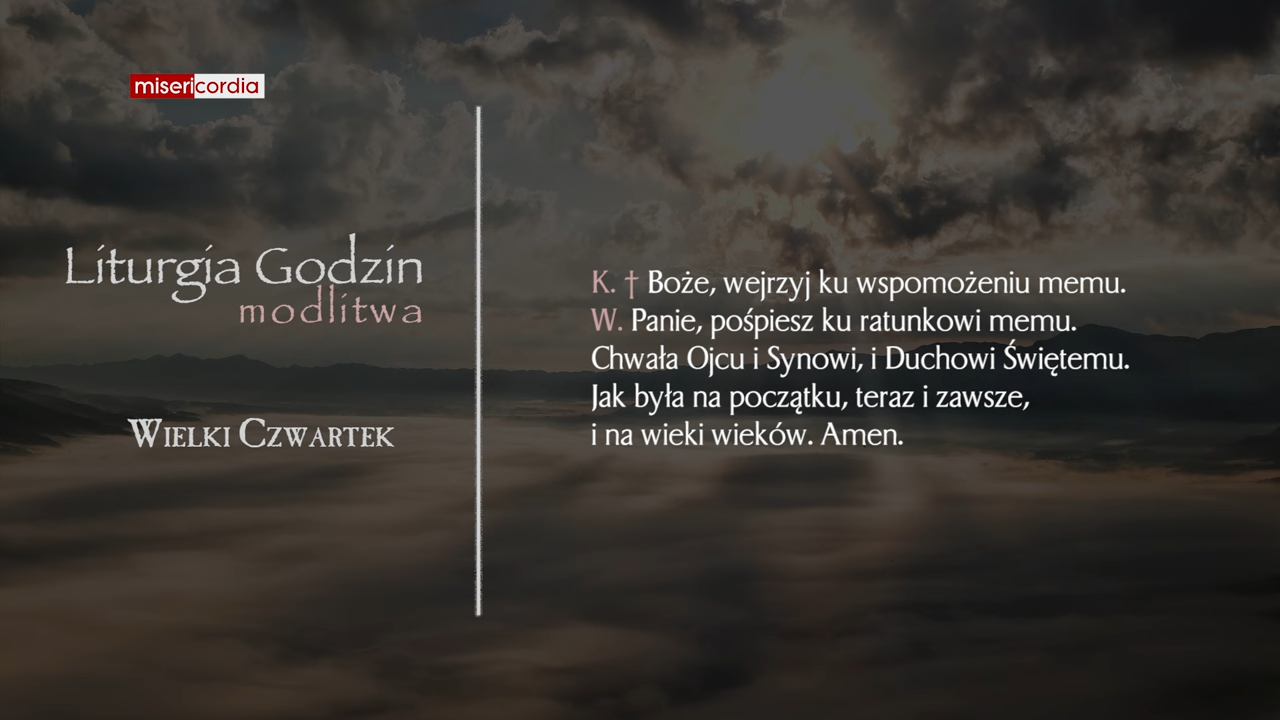 misericordia
Liturgia Godzin
modlitwa
Wielki Czwartek
K. † Boże, wejrzyj ku wspomożeniu memu.
W. Panie, pośpiesz ku ratunkowi memu.
Chwała Ojcu i Synowi, i Duchowi Świętemu.
Jak była na początku, teraz i zawsze,
i na wieki wieków. Amen.